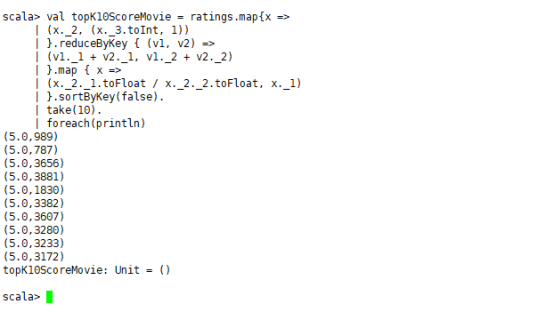 scala> val topK10ScoreMovie = ratings.map{x =>
     | (x._2, (x._3.toInt, 1))
     | }.reduceByKey { (v1, v2) =>
     | (v1._1 + v2._1, v1._2 + v2._2)
     | }.map { x =>
     | (x._2._1.toFloat / x._2._2.toFloat, x._1)
     | }.sortByKey(false).
     | take(10).
     | foreach(println)
(5.0,989)
(5.0,787)
(5.0,3656)
(5.0,3881)
(5.0,1830)
(5.0,3382)
(5.0,3607)
(5.0,3280)
(5.0,3233)
(5.0,3172)
topK10ScoreMovie: Unit = ()
scala>